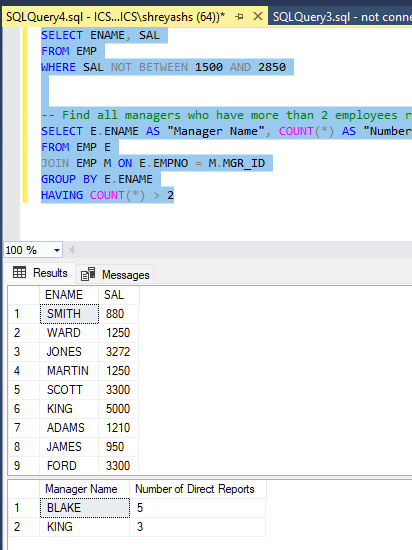 SQLQuery4.sql - ICS...ICS\shreyashs (64))* SQLQuery3.sql - not conne
SELECT ENAME, SAL
FROM EMP
WHERE SAL NOT BETWEEN 1500 AND 2850
-- Find all managers who have more than 2 employees r
SELECT E.ENAME AS "Manager Name", COUNT(*) AS "Number
FROM EMP E
JOIN EMP M ON E.EMPNO = M.MGR_ID
GROUP BY E.ENAME
HAVING COUNT(*) > 2
100 %
Results Messages
ENAME SAL
1 SMITH 880
2 WARD 1250
3 JONES 3272
4 MARTIN 1250
5 SCOTT 3300
6 KING 5000
7 ADAMS 1210
8 JAMES 950
9 FORD 3300
Manager Name Number of Direct Reports
1 BLAKE 5
2 KING 3